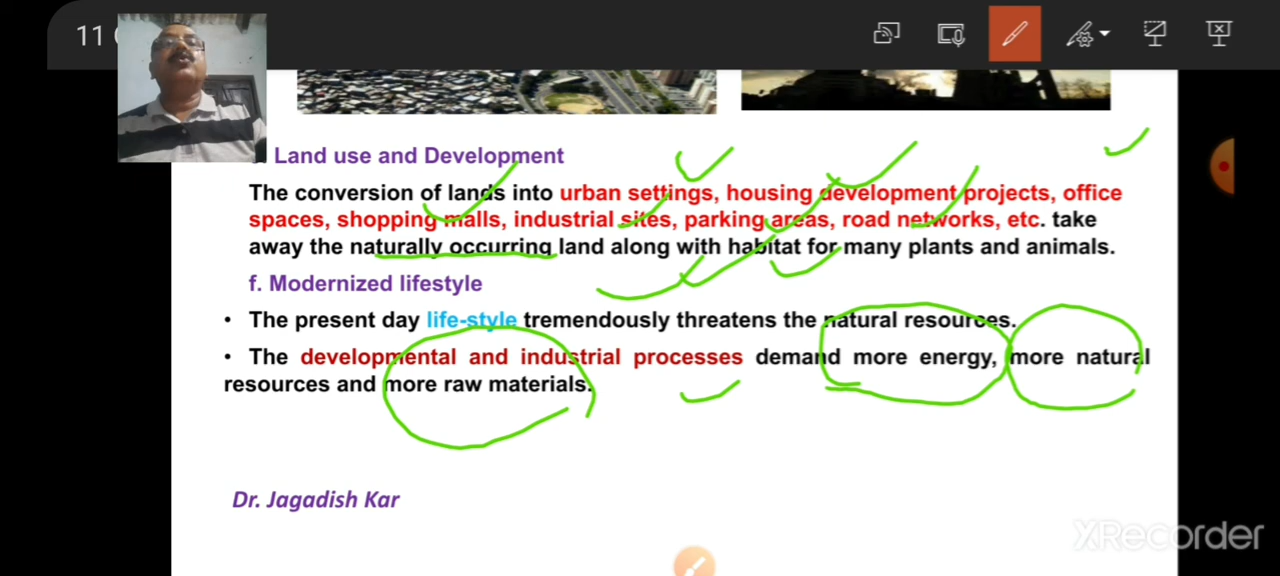 11
Land use and Development
The conversion of lands into urban settings, housing development projects, office
spaces, shopping malls, industrial sites, parking areas, road networks, etc. take
away the naturally occurring land along with habitat for many plants and animals.
f. Modernized lifestyle
• The present day life-style tremendously threatens the natural resources.
• The developmental and industrial processes demand more energy, more natural
resources and more raw materials.
Dr. Jagadish Kar
XRecorder